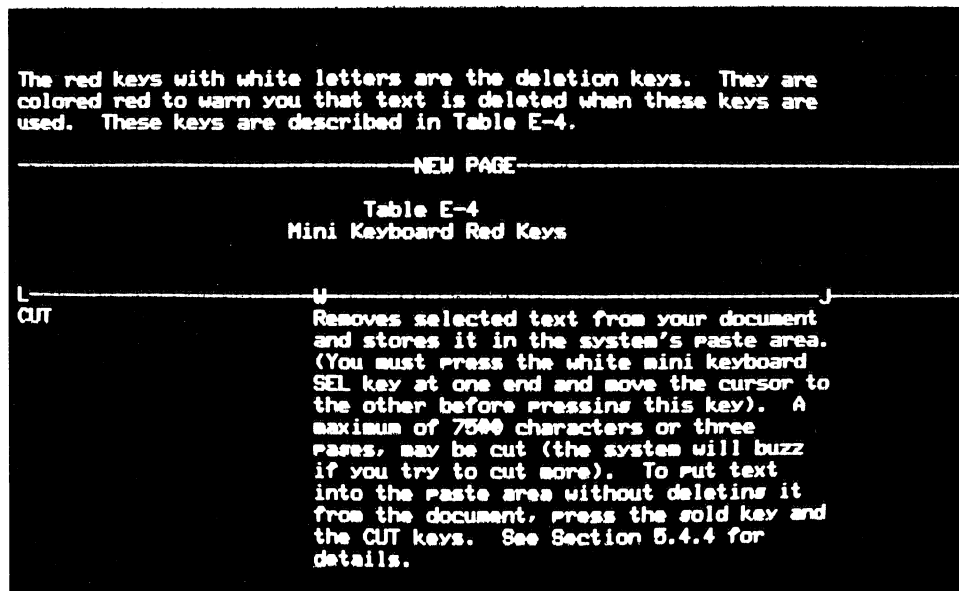 The red keys with white letters are the deletion keys. They are
colored red to warn you that text is deleted when these keys are
used. These keys are described in Table E-4.
NEW PAGE
Table E-4
Mini Keyboard Red Keys
L W J
CUT Removes selected text from your document
and stores it in the system's paste area.
(You must press the white mini keyboard
SEL key at one end and move the cursor to
the other before pressing this key). A
maximum of 7500 characters or three
pages, may be cut (the system will buzz
if you try to cut more). To put text
into the paste area without deleting it
from the document, press the gold key and
the CUT keys. See Section 5.4.4 for
details.